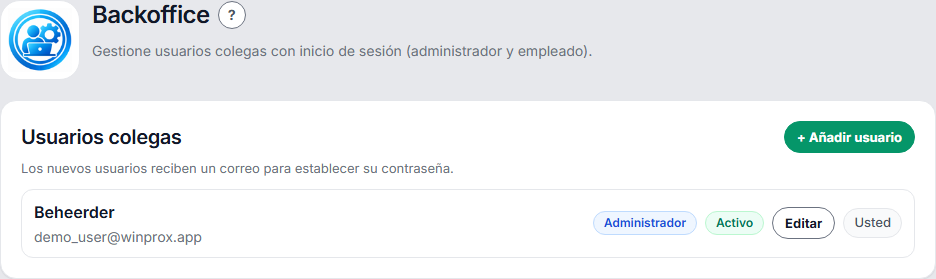 Backoffice ?
Gestione usuarios colegas con inicio de sesión (administrador y empleado).
Usuarios colegas
+ Añadir usuario
Los nuevos usuarios reciben un correo para establecer su contraseña.
Beheerder
demo_user@winprox.app
Administrador Activo Editar Usted